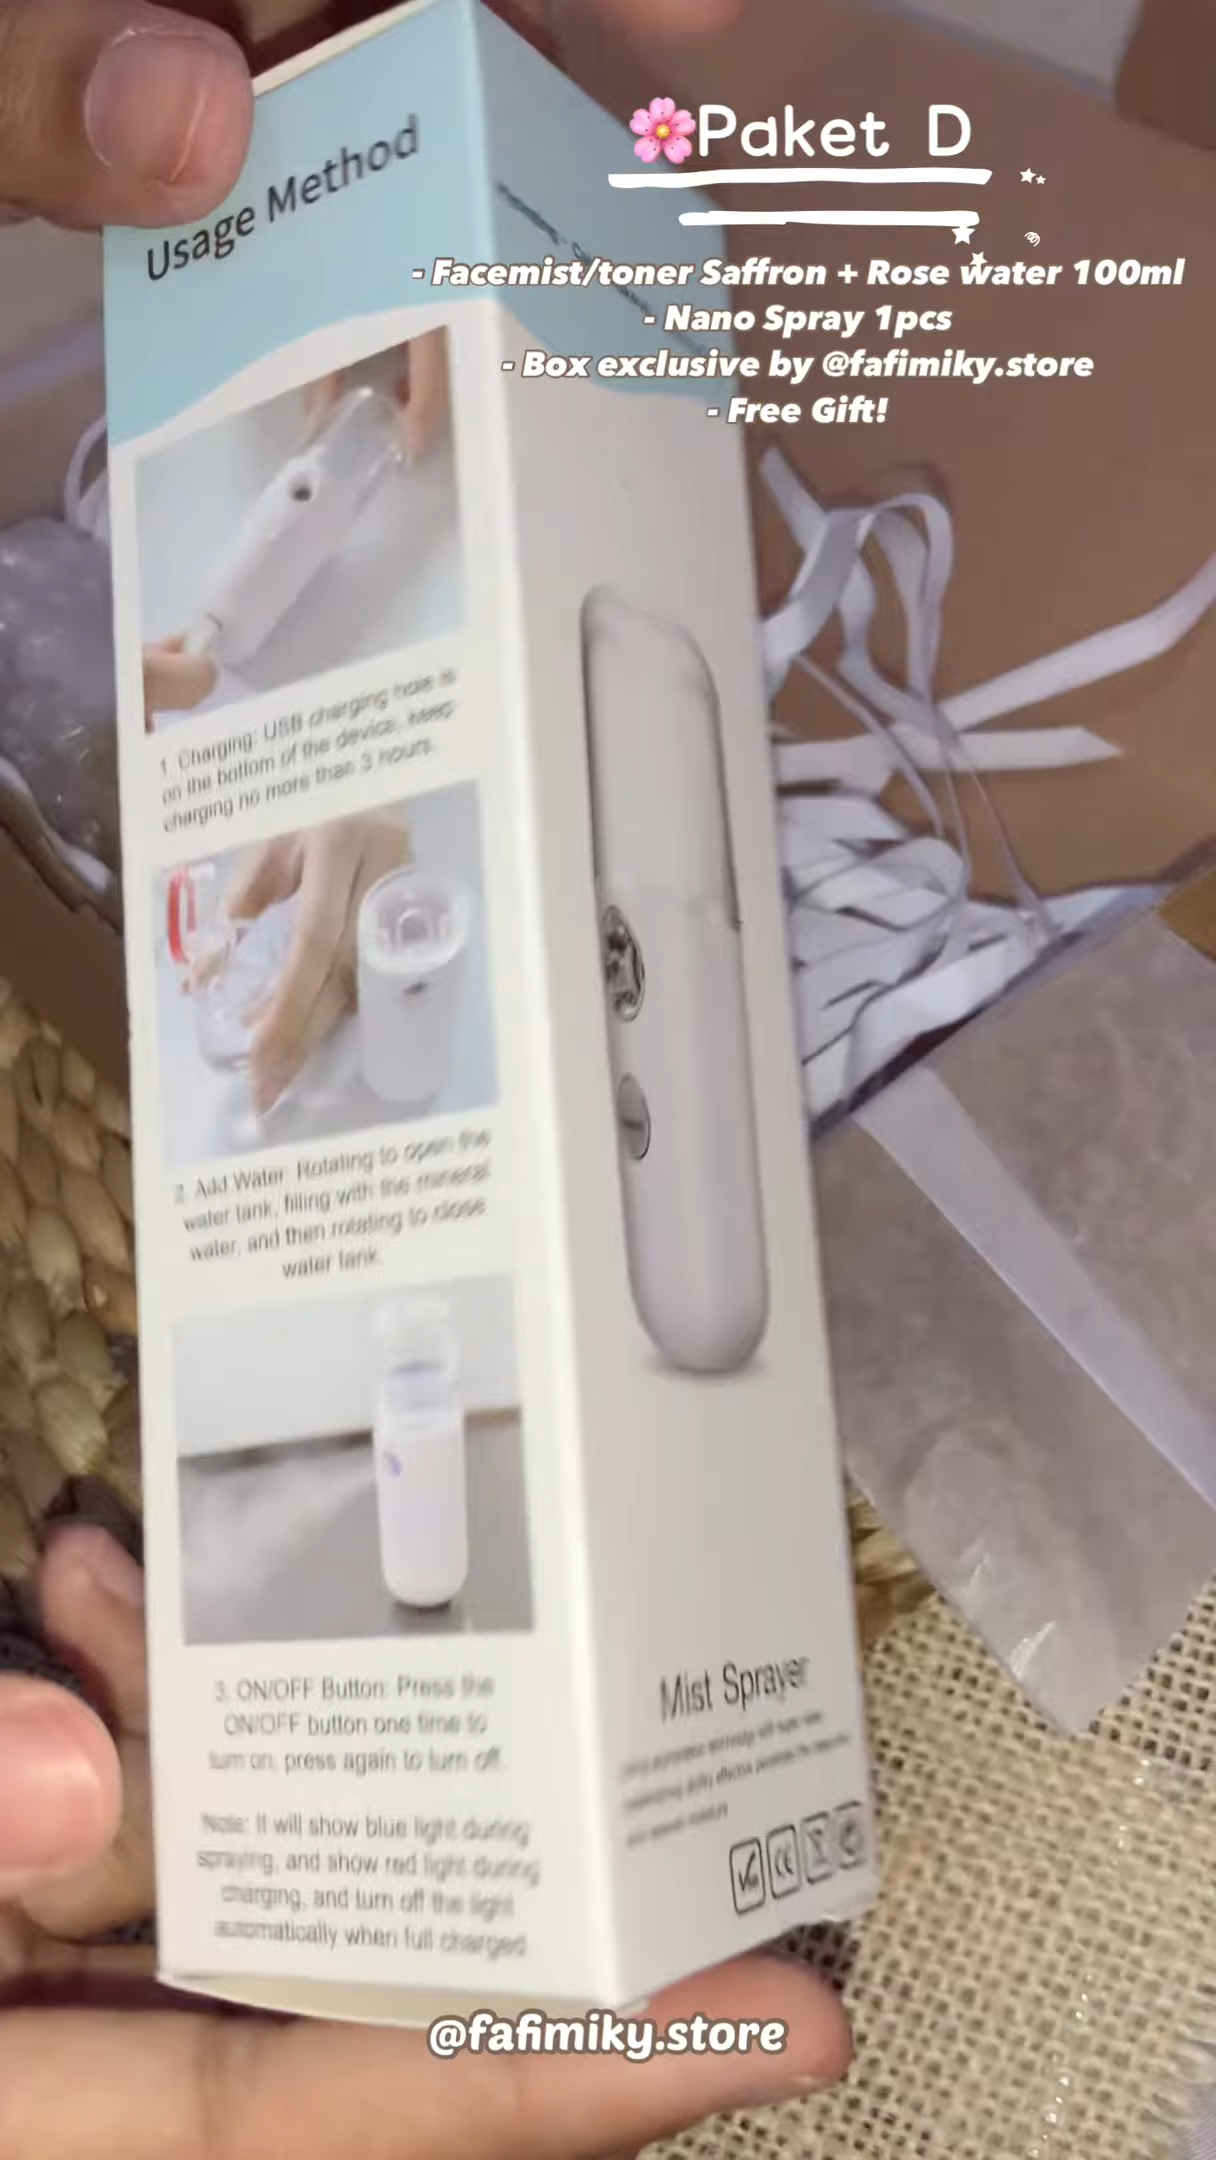 🌸Paket D
- Facemist/toner Saffron + Rose water 100ml
- Nano Spray 1pcs
- Box exclusive by @fafimiky.store
- Free Gift!
Usage Method
1. Charging: USB charging hole is
on the bottom of the device, keep
charging no more than 3 hours.
2. Add Water: Rotating to open the
water tank, filling with the mineral
water, and then rotating to close
water tank.
3. ON/OFF Button: Press the
ON/OFF button one time to
turn on, press again to turn off.
Note: It will show blue light during
spraying, and show red light during
charging, and turn off the light
automatically when full charged
Mist Sprayer
CE
@fafimiky.store